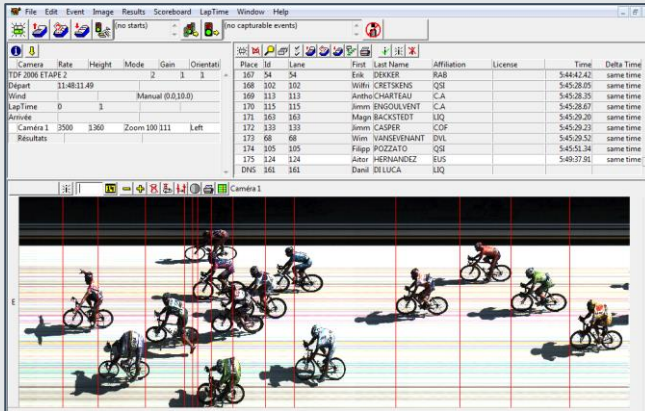 File Edit Event Image Results Scoreboard LapTime Window Help
(no starts) (no capturable events)
Camera Rate Height Mode Gain Orientati
TDF 2006 ETAPE 2 2 1 1
Départ 11:48:11.49
Wind Manual (0.0,10.0)
LapTime 0 1
Arrivée
Caméra 1 3500 1360 Zoom 100 111 Left
Résultats
Place Id Lane First Last Name Affiliation License Time Delta Time
167 54 54 Erik DEKKER RAB 5:44:42.42 same time
168 102 102 Wilfri CRETSKENS QSI 5:45:28.05 same time
169 113 113 Antho CHARTEAU C.A 5:45:28.35 same time
170 115 115 Jimm ENGOULVENT C.A 5:45:28.67 same time
171 163 163 Magn BACKSTEDT LIQ 5:45:29.20 same time
172 133 133 Jimm CASPER COF 5:45:29.23 same time
173 68 68 Wim VANSEVENANT DVL 5:45:29.52 same time
174 105 105 Filipp POZZATO QSI 5:45:51.34 same time
175 124 124 Aitor HERNANDEZ EUS 5:49:37.91 same time
DNS 161 161 Danil DI LUCA LIQ
Caméra 1
E